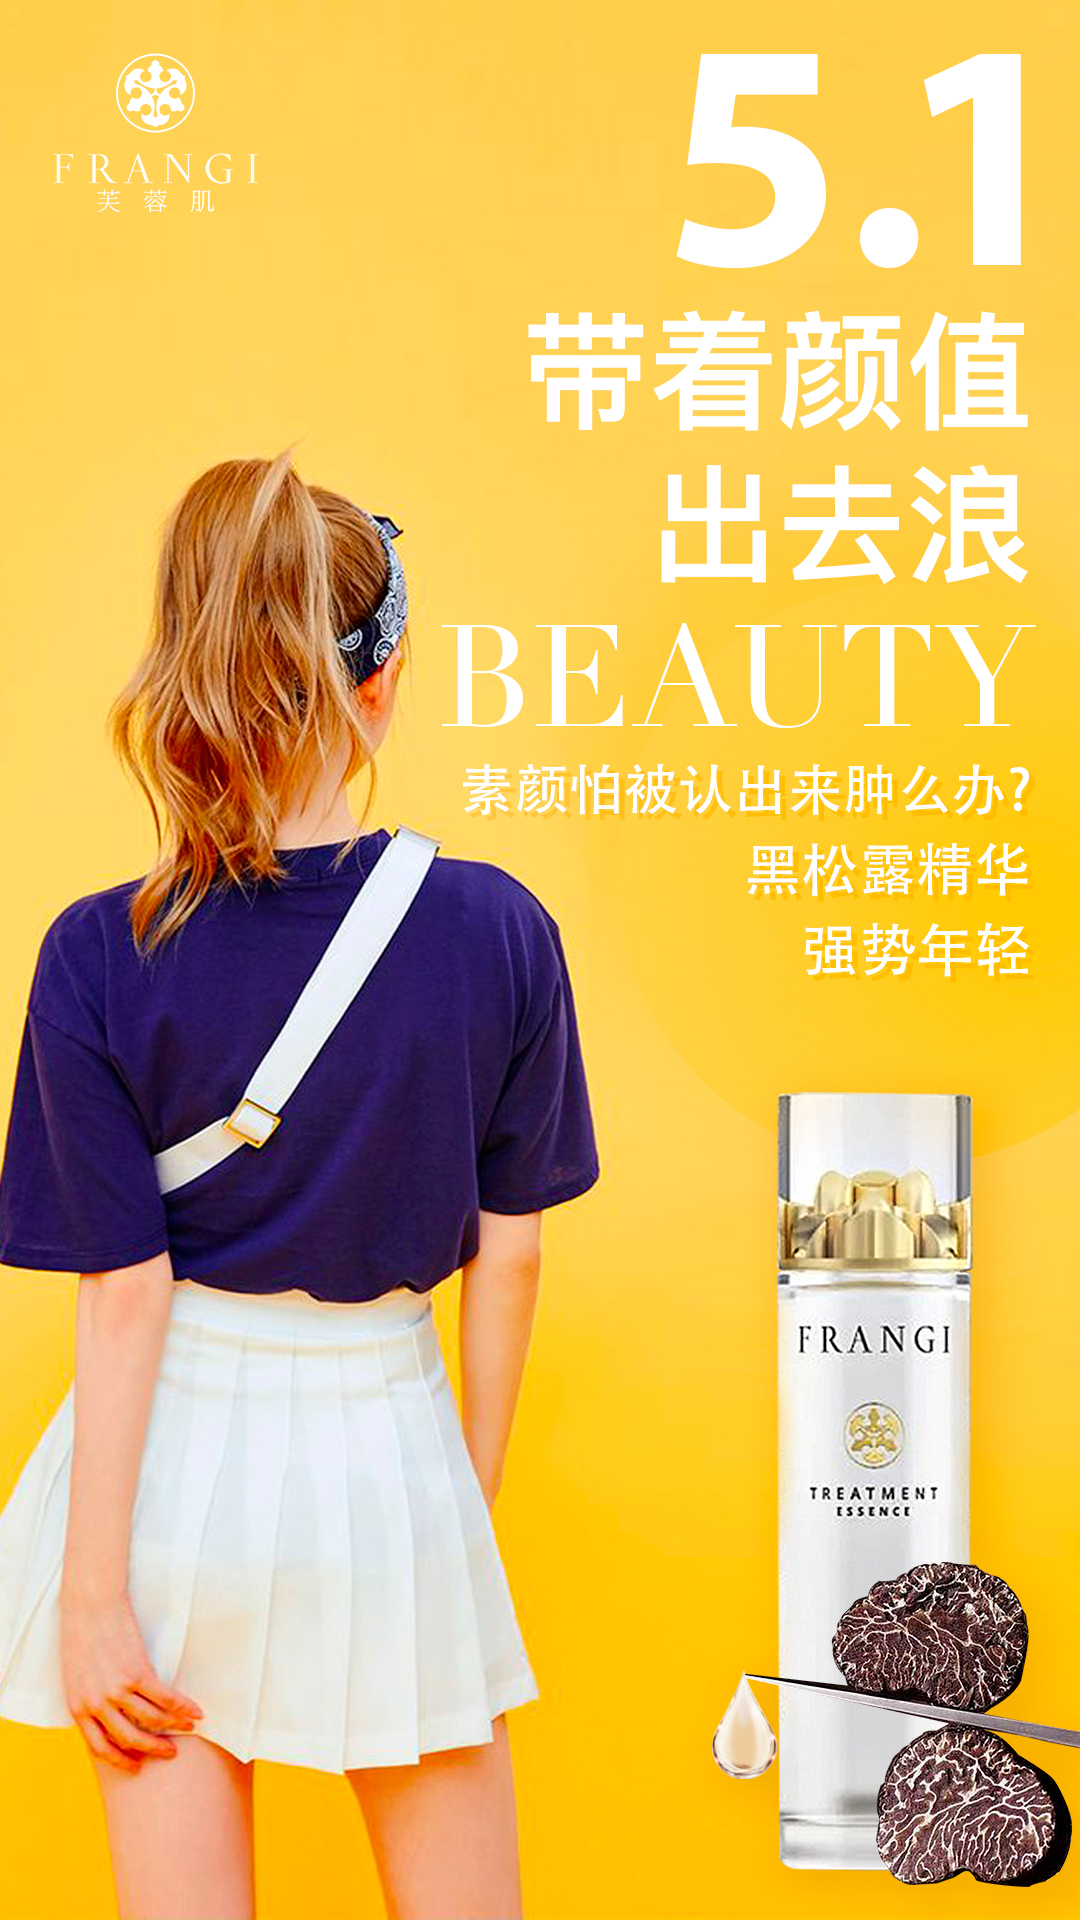 FRANGI
芙蓉肌
5.1
带着颜值
出去浪
BEAUTY
素颜怕被认出来肿么办?
黑松露精华
强势年轻
FRANGI
TREATMENT
ESSENCE